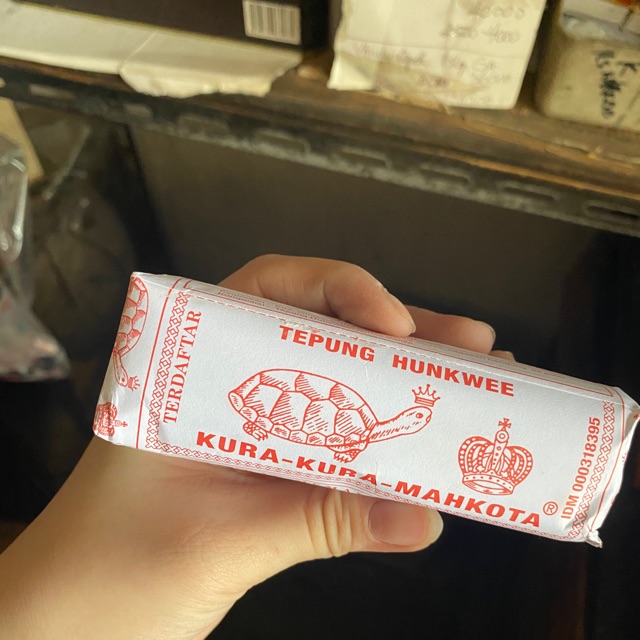 TERDAFTAR
TEPUNG HUNKWEE
KURA-KURA-MAHKOTA ®
IDM 000318395